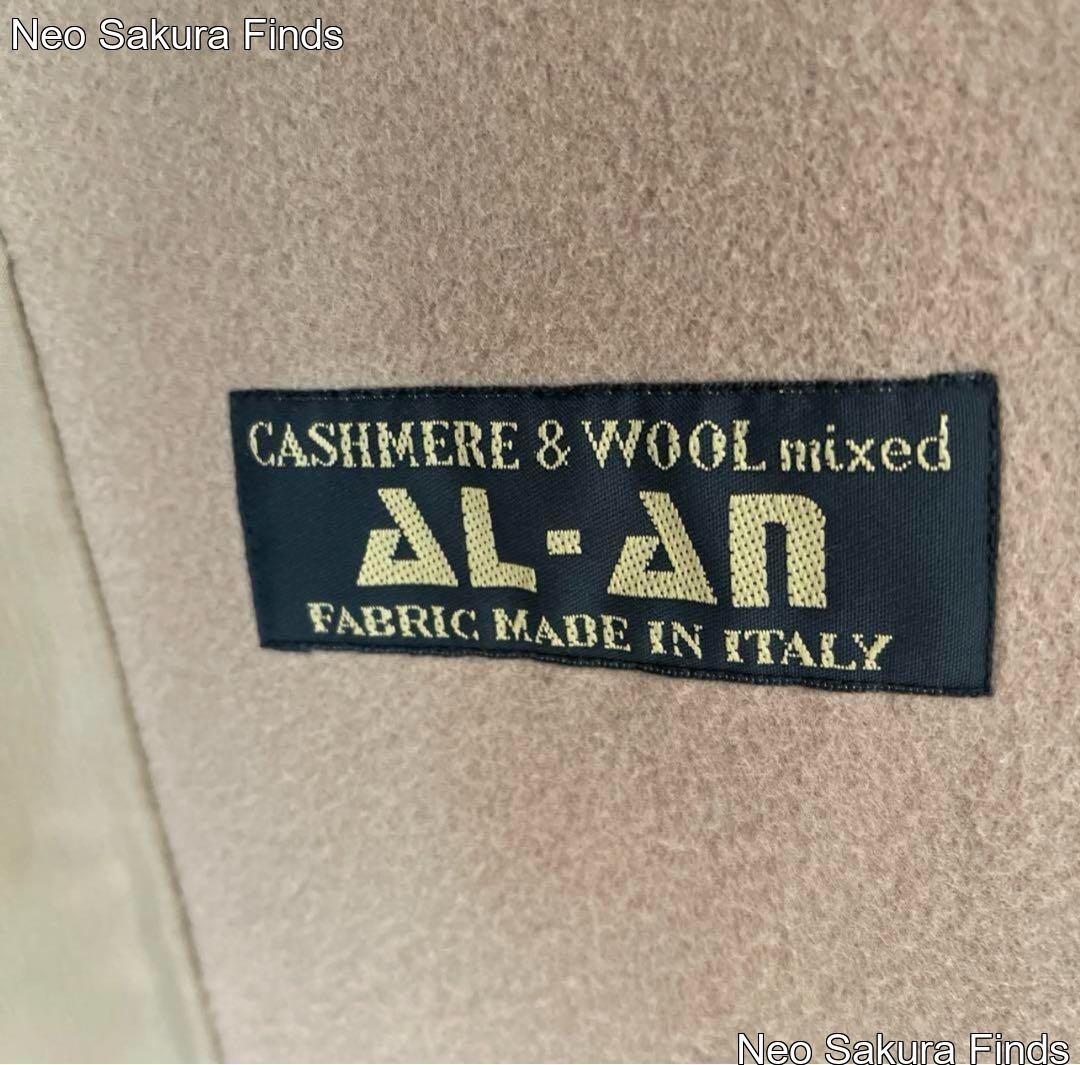 Neo Sakura Finds
CASHMERE & WOOL mixed
AL-AN
FABRIC MADE IN ITALY
Neo Sakura Finds